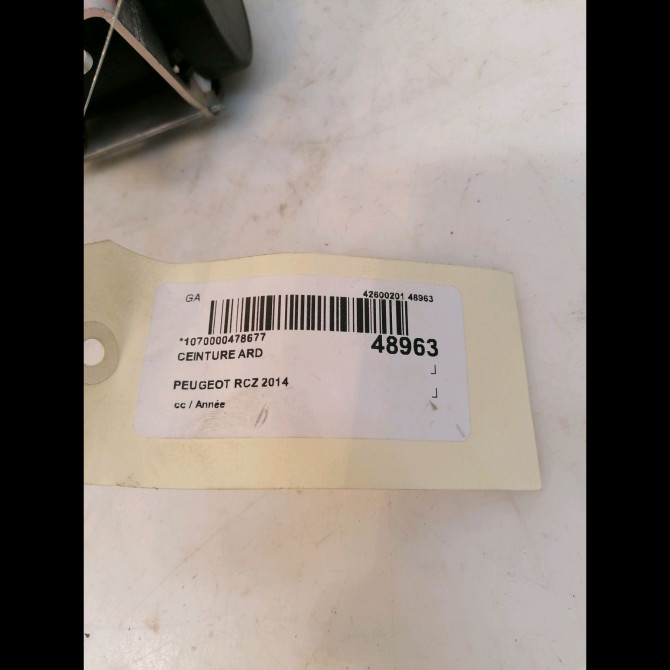 GA 42600201 48963
*1070000478677 48963
CEINTURE ARD
PEUGEOT RCZ 2014
cc / Année